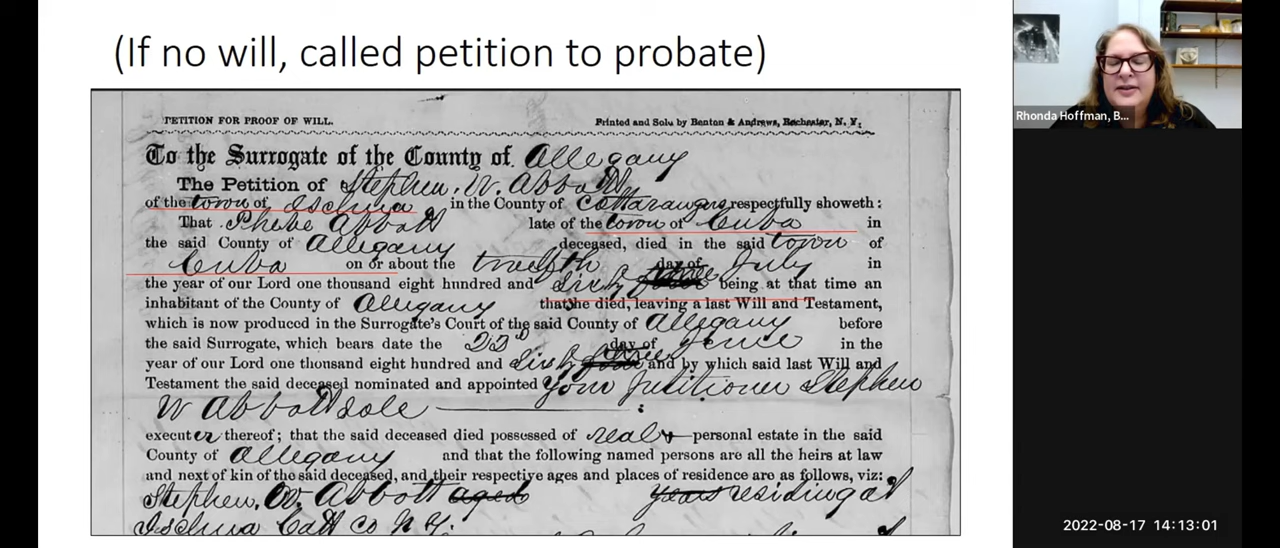 (If no will, called petition to probate)
PETITION FOR PROOF OF WILL. Printed and Sold by Benton & Andrews, Rochester, N. Y.
To the Surrogate of the County of Allegany
The Petition of Stephen. W. Abbott
of the town of Ischua in the County of Cattaraugus respectfully showeth:
That Phebe Abbott late of the town of Cuba in
the said County of Allegany deceased, died in the said town of
Cuba on or about the twelfth day of July in
the year of our Lord one thousand eight hundred and sixty three being at that time an
inhabitant of the County of Allegany that she died, leaving a last Will and Testament,
which is now produced in the Surrogate's Court of the said County of Allegany before
the said Surrogate, which bears date the 23d day of June in the
year of our Lord one thousand eight hundred and sixty three and by which said last Will and
Testament the said deceased nominated and appointed your Petitioner Stephen
W Abbott sole
executor thereof; that the said deceased died possessed of real & personal estate in the said
County of Allegany and that the following named persons are all the heirs at law
and next of kin of the said deceased, and their respective ages and places of residence are as follows, viz:
Stephen. W. Abbott aged years residing at
Ischua Catt Co N. Y.
Rhonda Hoffman, B...
2022-08-17 14:13:01